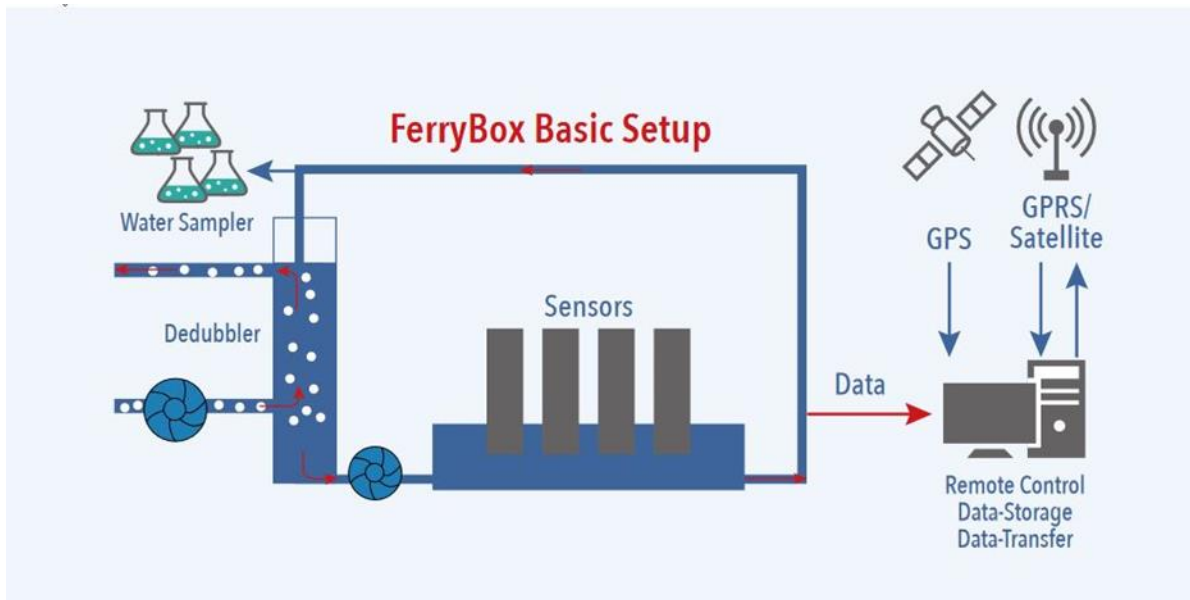 FerryBox Basic Setup
Water Sampler
GPRS/
GPS
Satellite
Dedubbler
Sensors
Data
Remote Control
Data-Storage
Data-Transfer